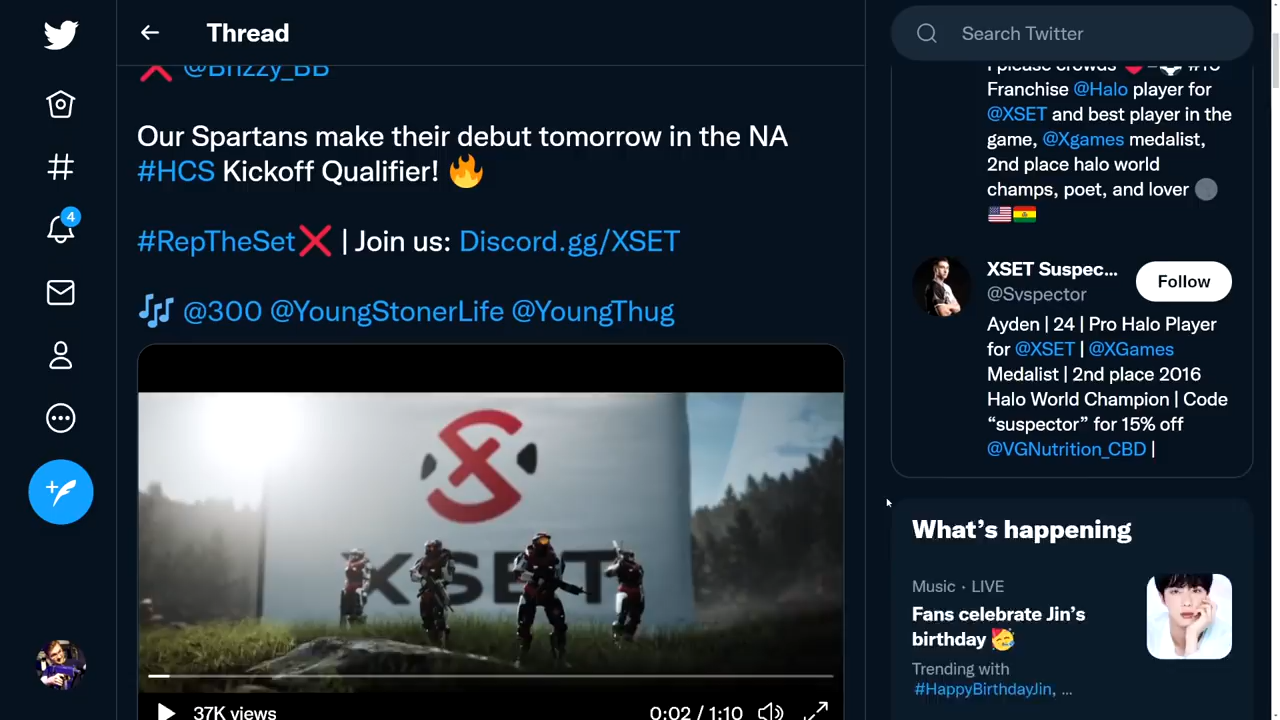 Thread
@Brizzy_BB
Our Spartans make their debut tomorrow in the NA
#HCS Kickoff Qualifier! 🔥
#RepTheSet❌ | Join us: Discord.gg/XSET
🎶 @300 @YoungStonerLife @YoungThug
XSET
37K views
0:02 / 1:10
4
Search Twitter
I please crowds
Franchise @Halo player for
@XSET and best player in the
game, @Xgames medalist,
2nd place halo world
champs, poet, and lover
🇺🇸🇧🇴
XSET Suspec...
Follow
@Svspector
Ayden | 24 | Pro Halo Player
for @XSET | @XGames
Medalist | 2nd place 2016
Halo World Champion | Code
“suspector” for 15% off
@VGNutrition_CBD |
What’s happening
Music · LIVE
Fans celebrate Jin’s
birthday 🥳
Trending with
#HappyBirthdayJin, ...